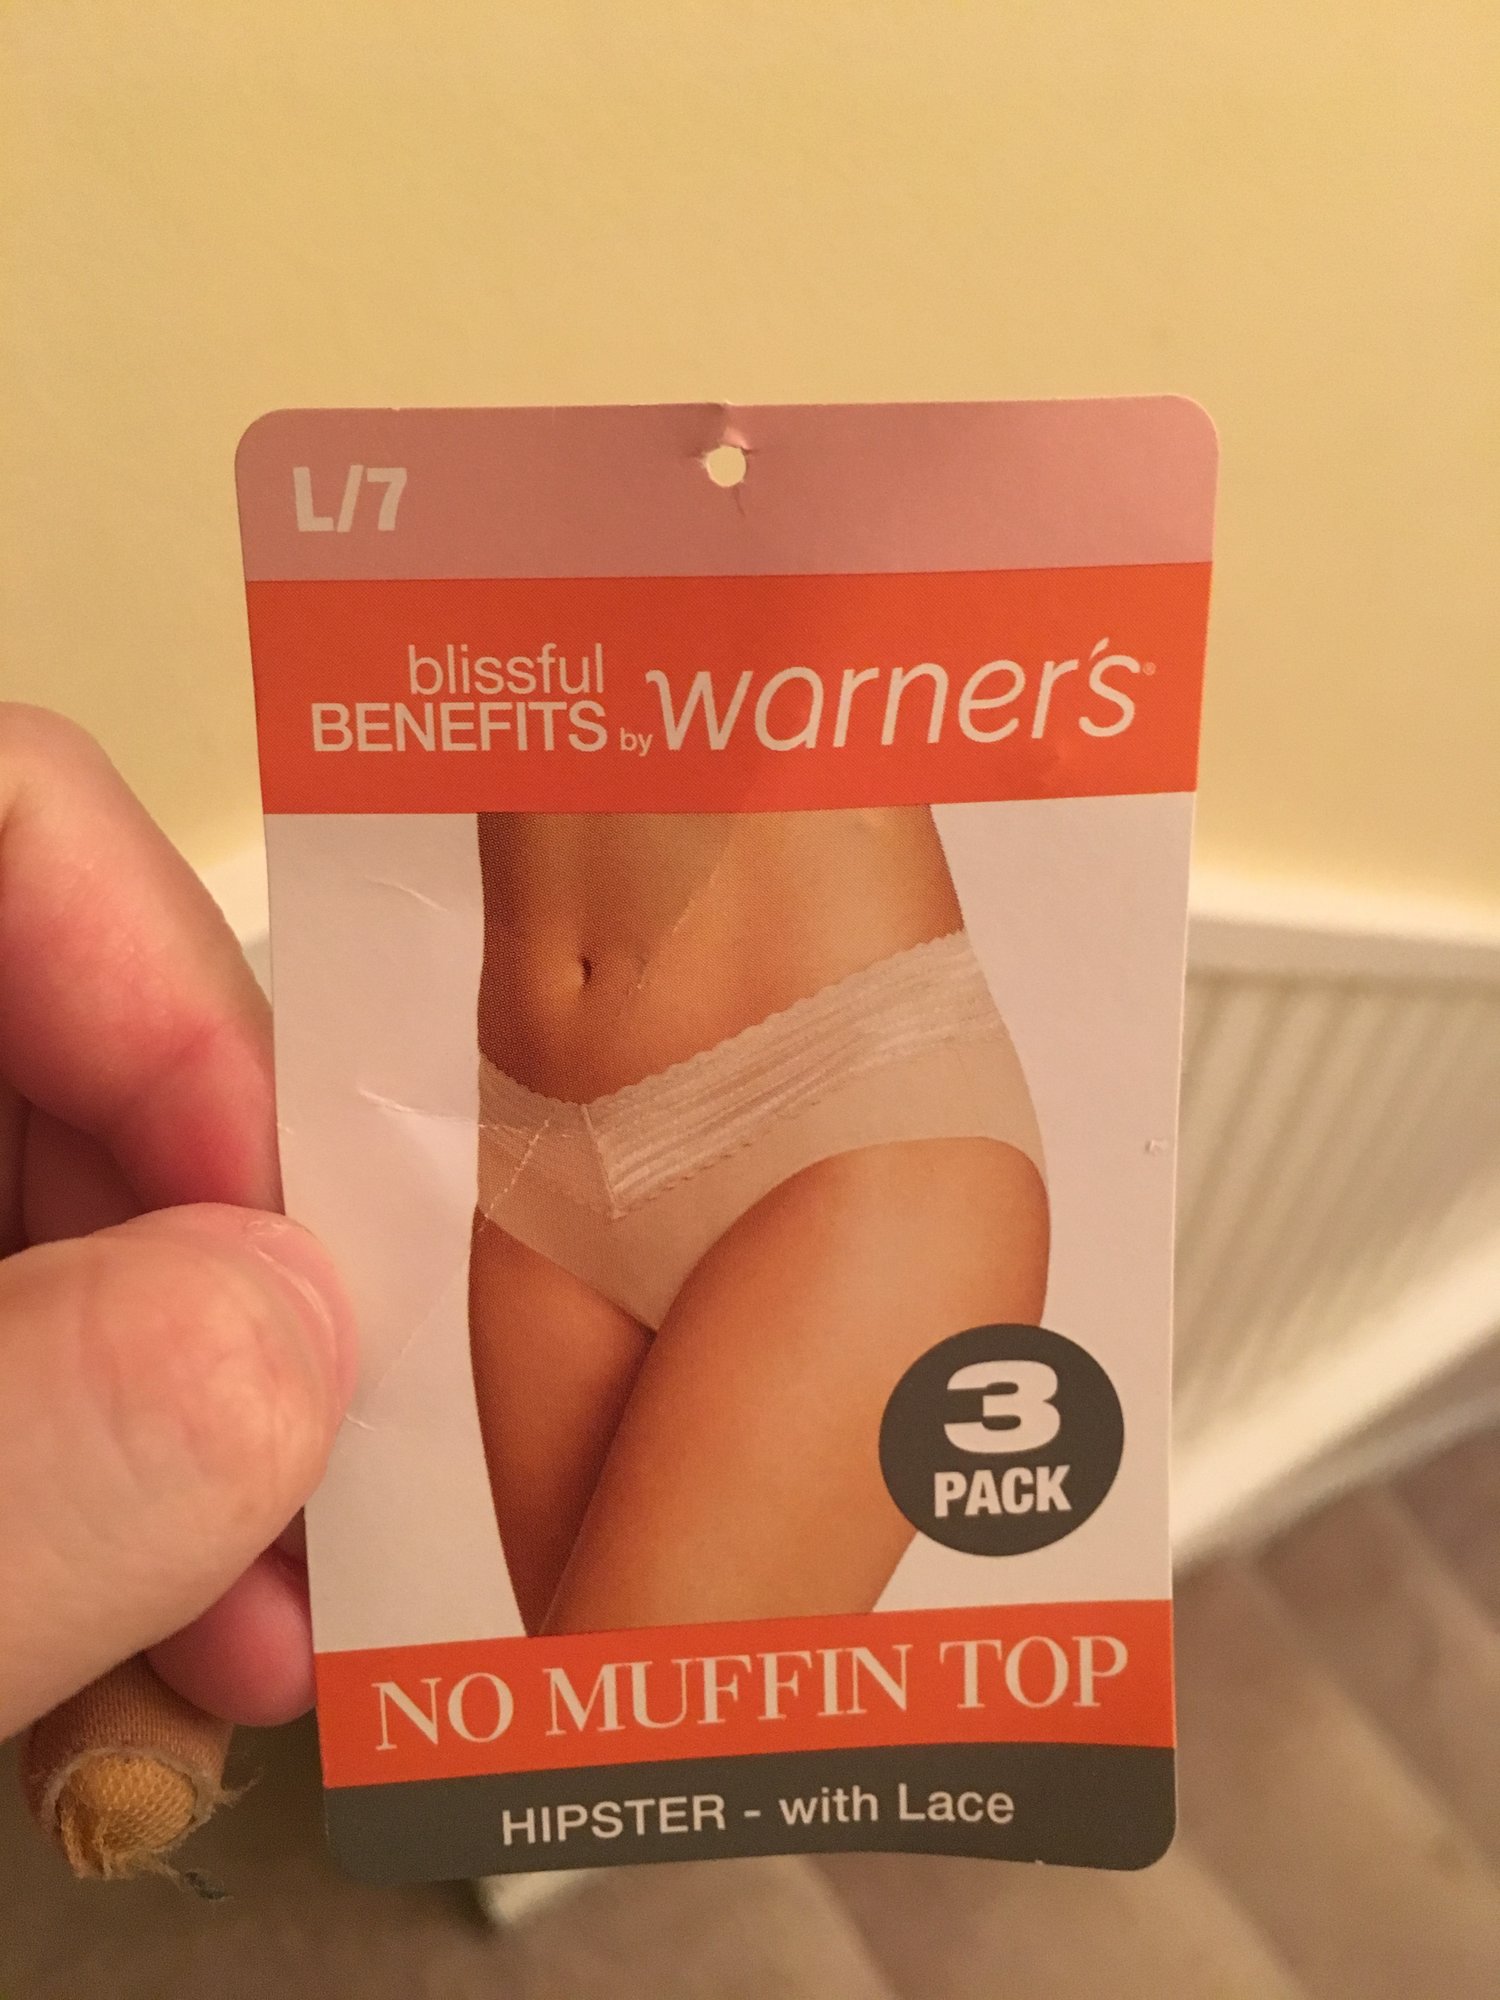 L/7
blissful
BENEFITS by warner's®
3
PACK
NO MUFFIN TOP
HIPSTER - with Lace